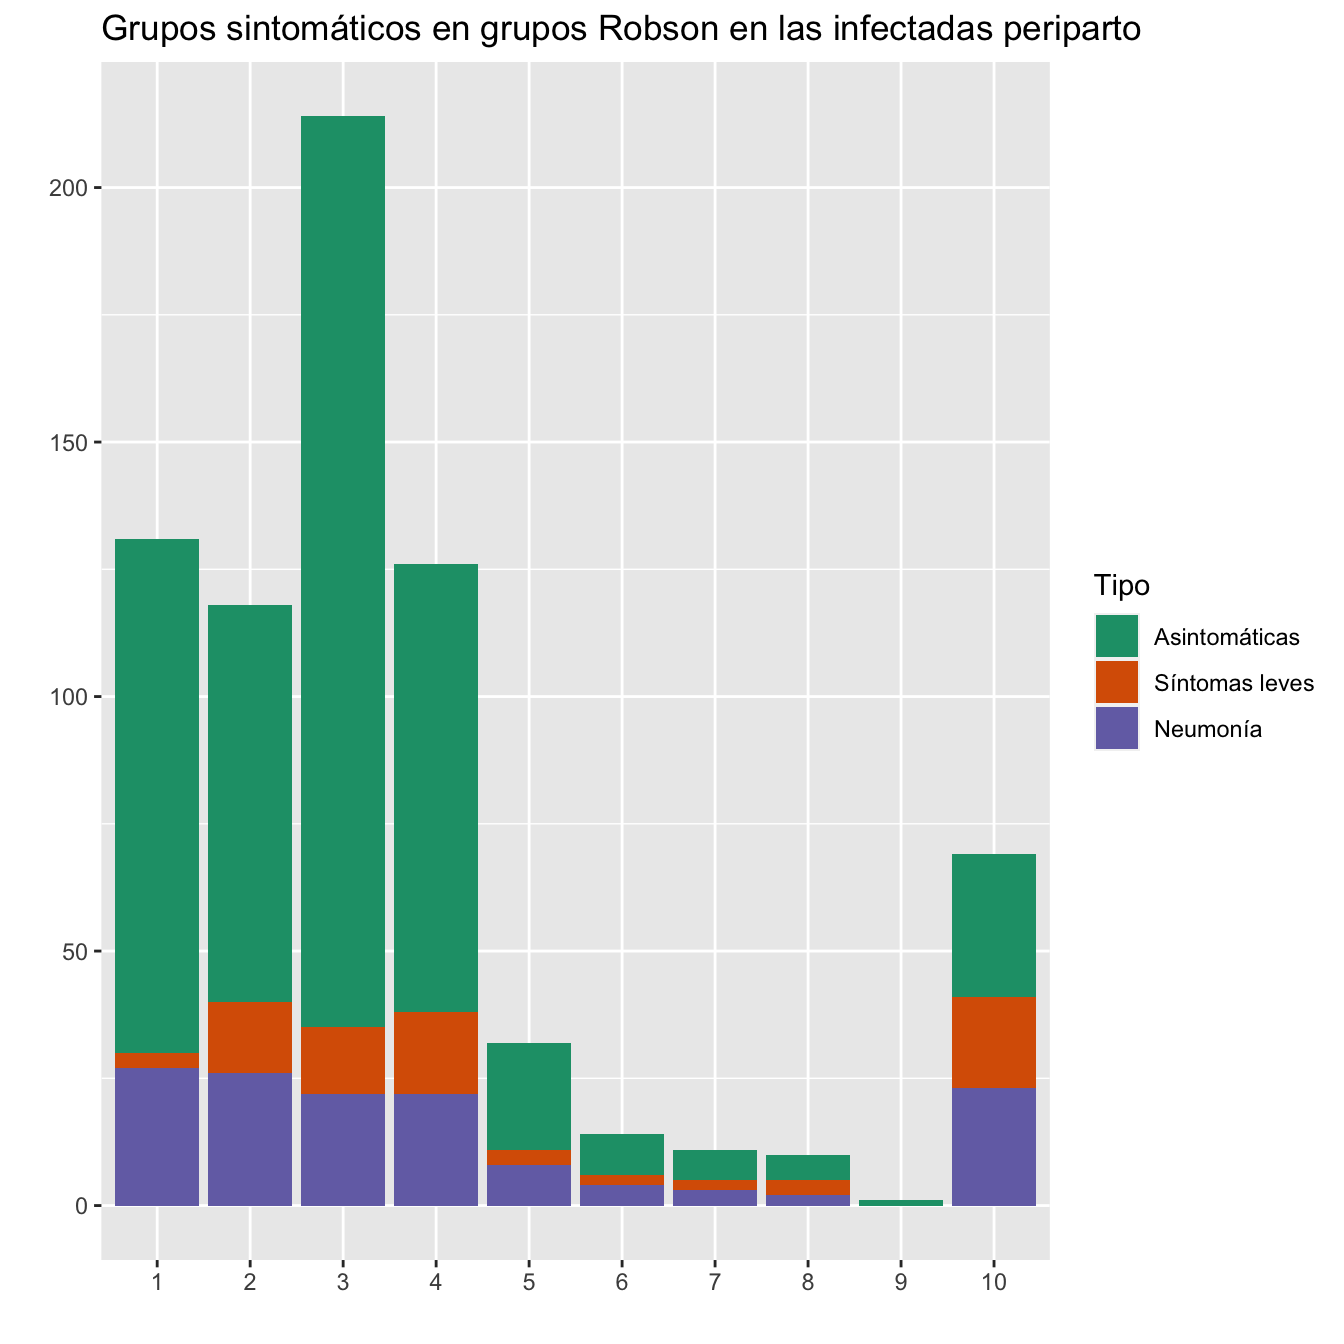 Grupos sintomáticos en grupos Robson en las infectadas periparto
200
150
100
50
0
1 2 3 4 5 6 7 8 9 10
Tipo
Asintomáticas
Síntomas leves
Neumonía